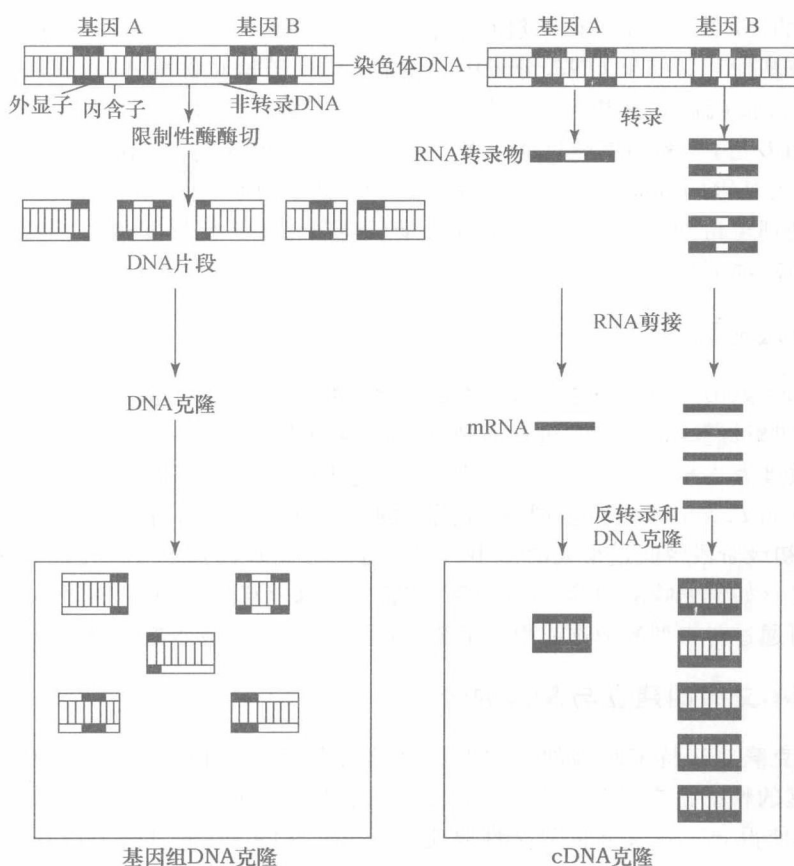 基因 A
基因 B
基因 A
基因 B
染色体DNA
外显子
内含子
非转录DNA
转录
限制性酶酶切
RNA转录物
DNA片段
RNA剪接
DNA克隆
mRNA
反转录和
DNA克隆
基因组DNA克隆
cDNA克隆